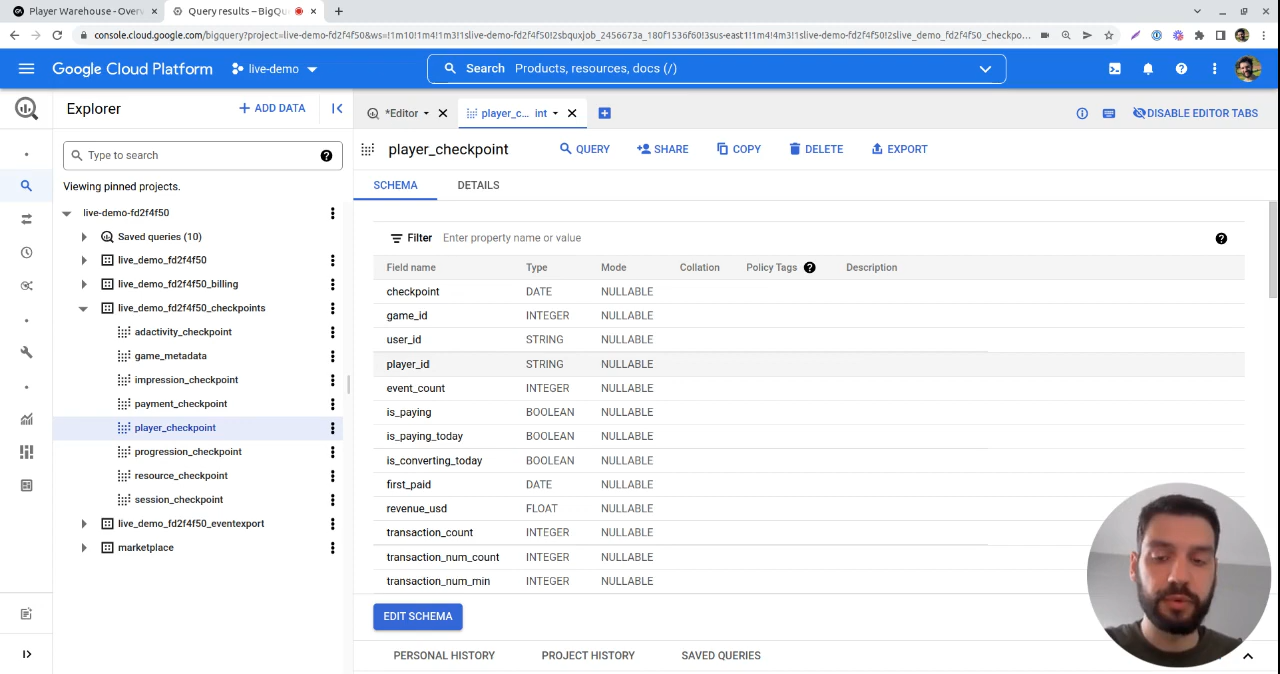 Player Warehouse - Overv
Query results – BigQu
console.cloud.google.com/bigquery?project=live-demo-fd2f4f50&ws=!1m10!1m4!1m3!1slive-demo-fd2f4f50!2sbquxjob_2456673a_180f1536f60!3sus-east1!1m4!4m3!1slive-demo-fd2f4f50!2slive_demo_fd2f4f50_checkpo...
Google Cloud Platform
live-demo
Search Products, resources, docs (/)
Explorer
+ ADD DATA
*Editor
player_c... int
DISABLE EDITOR TABS
Type to search
player_checkpoint
QUERY
SHARE
COPY
DELETE
EXPORT
Viewing pinned projects.
SCHEMA
DETAILS
live-demo-fd2f4f50
Saved queries (10)
live_demo_fd2f4f50
live_demo_fd2f4f50_billing
live_demo_fd2f4f50_checkpoints
adactivity_checkpoint
game_metadata
impression_checkpoint
payment_checkpoint
player_checkpoint
progression_checkpoint
resource_checkpoint
session_checkpoint
live_demo_fd2f4f50_eventexport
marketplace
Filter Enter property name or value
Field name Type Mode Collation Policy Tags Description
checkpoint DATE NULLABLE
game_id INTEGER NULLABLE
user_id STRING NULLABLE
player_id STRING NULLABLE
event_count INTEGER NULLABLE
is_paying BOOLEAN NULLABLE
is_paying_today BOOLEAN NULLABLE
is_converting_today BOOLEAN NULLABLE
first_paid DATE NULLABLE
revenue_usd FLOAT NULLABLE
transaction_count INTEGER NULLABLE
transaction_num_count INTEGER NULLABLE
transaction_num_min INTEGER NULLABLE
EDIT SCHEMA
PERSONAL HISTORY
PROJECT HISTORY
SAVED QUERIES